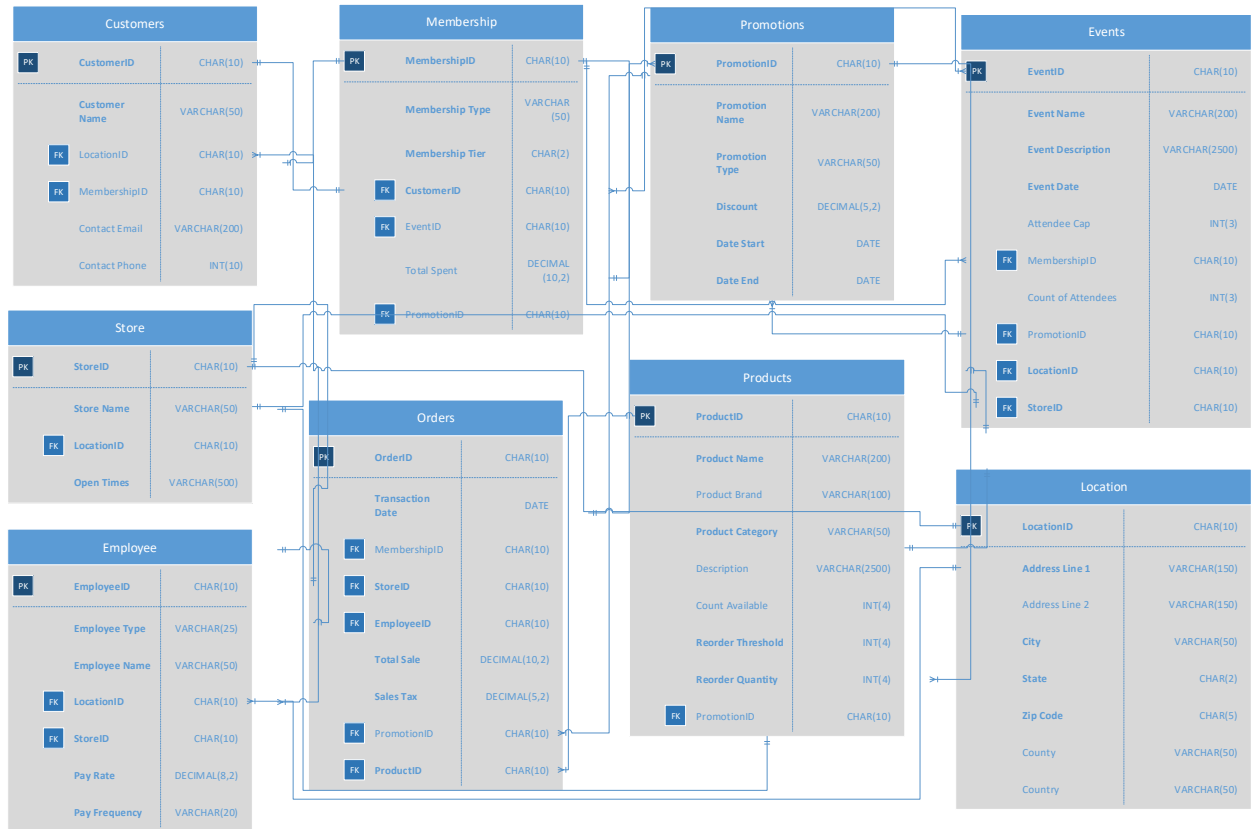 Customers
PK CustomerID CHAR(10)
Customer
Name VARCHAR(50)
FK LocationID CHAR(10)
FK MembershipID CHAR(10)
Contact Email VARCHAR(200)
Contact Phone INT(10)
Membership
PK MembershipID CHAR(10)
Membership Type VARCHAR
(50)
Membership Tier CHAR(2)
FK CustomerID CHAR(10)
FK EventID CHAR(10)
Total Spent DECIMAL
(10,2)
FK PromotionID CHAR(10)
Promotions
PK PromotionID CHAR(10)
Promotion
Name VARCHAR(200)
Promotion
Type VARCHAR(50)
Discount DECIMAL(5,2)
Date Start DATE
Date End DATE
Events
PK EventID CHAR(10)
Event Name VARCHAR(200)
Event Description VARCHAR(2500)
Event Date DATE
Attendee Cap INT(3)
FK MembershipID CHAR(10)
Count of Attendees INT(3)
FK PromotionID CHAR(10)
FK LocationID CHAR(10)
FK StoreID CHAR(10)
Store
PK StoreID CHAR(10)
Store Name VARCHAR(50)
FK LocationID CHAR(10)
Open Times VARCHAR(500)
Orders
PK OrderID CHAR(10)
Transaction
Date DATE
FK MembershipID CHAR(10)
FK StoreID CHAR(10)
FK EmployeeID CHAR(10)
Total Sale DECIMAL(10,2)
Sales Tax DECIMAL(5,2)
FK PromotionID CHAR(10)
FK ProductID CHAR(10)
Products
PK ProductID CHAR(10)
Product Name VARCHAR(200)
Product Brand VARCHAR(100)
Product Category VARCHAR(50)
Description VARCHAR(2500)
Count Available INT(4)
Reorder Threshold INT(4)
Reorder Quantity INT(4)
FK PromotionID CHAR(10)
Location
PK LocationID CHAR(10)
Address Line 1 VARCHAR(150)
Address Line 2 VARCHAR(150)
City VARCHAR(50)
State CHAR(2)
Zip Code CHAR(5)
County VARCHAR(50)
Country VARCHAR(50)
Employee
PK EmployeeID CHAR(10)
Employee Type VARCHAR(25)
Employee Name VARCHAR(50)
FK LocationID CHAR(10)
FK StoreID CHAR(10)
Pay Rate DECIMAL(8,2)
Pay Frequency VARCHAR(20)